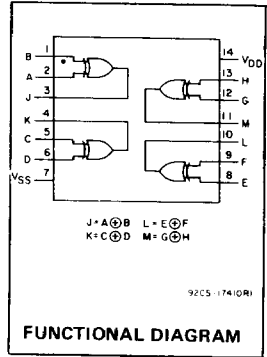 B 1
A 2
J 3
K 4
C 5
D 6
VSS 7
14 VDD
13 H
12 G
11 M
10 L
9 F
8 E
J=A⊕B L=E⊕F
K=C⊕D M=G⊕H
92CS-17410R1
FUNCTIONAL DIAGRAM